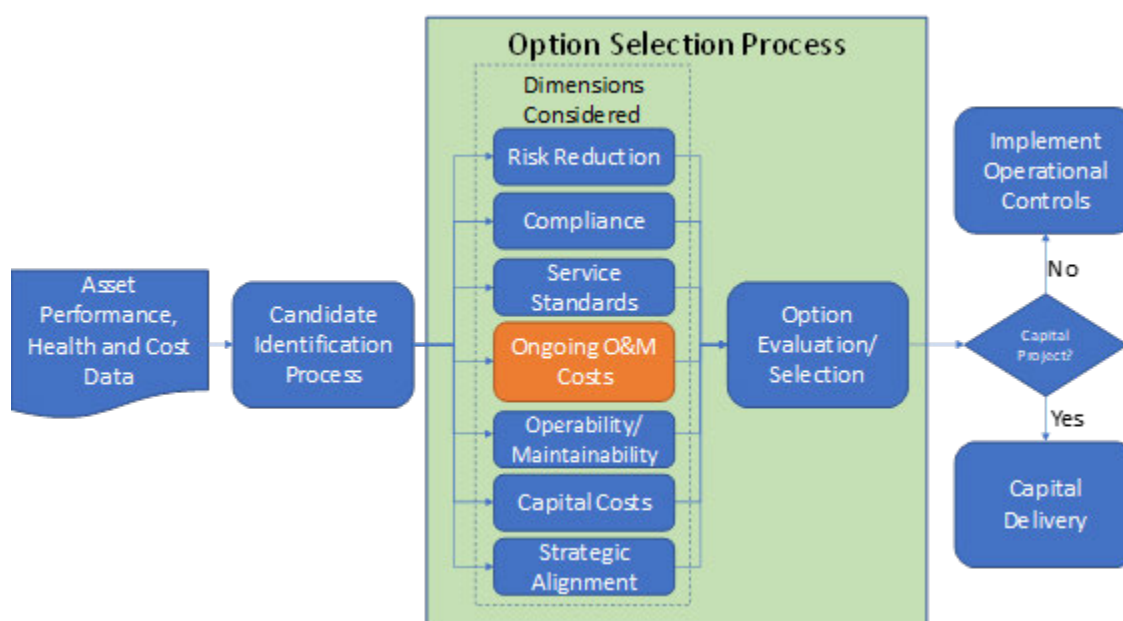 Option Selection Process
Dimensions
Considered
Risk Reduction
Compliance
Service
Standards
Ongoing O&M
Costs
Operability/
Maintainability
Capital Costs
Strategic
Alignment
Asset
Performance,
Health and Cost
Data
Candidate
Identification
Process
Option
Evaluation/
Selection
Implement
Operational
Controls
No
Capital
Project?
Yes
Capital
Delivery